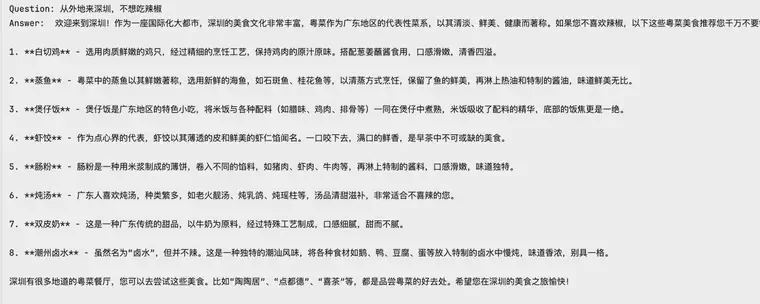 Question: 从外地来深圳，不想吃辣椒
Answer:  欢迎来到深圳！作为一座国际化大都市，深圳的美食文化非常丰富，粤菜作为广东地区的代表性菜系，以其清淡、鲜美、健康而著称。如果您不喜欢辣椒，以下这些粤菜美食推荐您千万不要
1. **白切鸡** - 选用肉质鲜嫩的鸡只，经过精细的烹饪工艺，保持鸡肉的原汁原味。搭配葱姜蘸酱食用，口感滑嫩，清香四溢。
2. **蒸鱼** - 粤菜中的蒸鱼以其鲜嫩著称，选用新鲜的海鱼，如石斑鱼、桂花鱼等，以清蒸方式烹饪，保留了鱼的鲜美，再淋上热油和特制的酱油，味道鲜美无比。
3. **煲仔饭** - 煲仔饭是广东地区的特色小吃，将米饭与各种配料（如腊味、鸡肉、排骨等）一同在煲仔中煮熟，米饭吸收了配料的精华，底部的饭焦更是一绝。
4. **虾饺** - 作为点心界的代表，虾饺以其薄透的皮和鲜美的虾仁馅闻名。一口咬下去，满口的鲜香，是早茶中不可或缺的美食。
5. **肠粉** - 肠粉是一种用米浆制成的薄饼，卷入不同的馅料，如猪肉、虾肉、牛肉等，再淋上特制的酱料，口感滑嫩，味道独特。
6. **炖汤** - 广东人喜欢炖汤，种类繁多，如老火靓汤、炖乳鸽、炖瑶柱等，汤品清甜滋补，非常适合不喜辣的您。
7. **双皮奶** - 这是一种广东传统的甜品，以牛奶为原料，经过特殊工艺制成，口感细腻，甜而不腻。
8. **潮州卤水** - 虽然名为“卤水”，但并不辣。这是一种独特的潮汕风味，将各种食材如鹅、鸭、豆腐、蛋等放入特制的卤水中慢炖，味道香浓，别具一格。
深圳有很多地道的粤菜餐厅，您可以去尝试这些美食。比如“陶陶居”、“点都德”、“喜茶”等，都是品尝粤菜的好去处。希望您在深圳的美食之旅愉快！